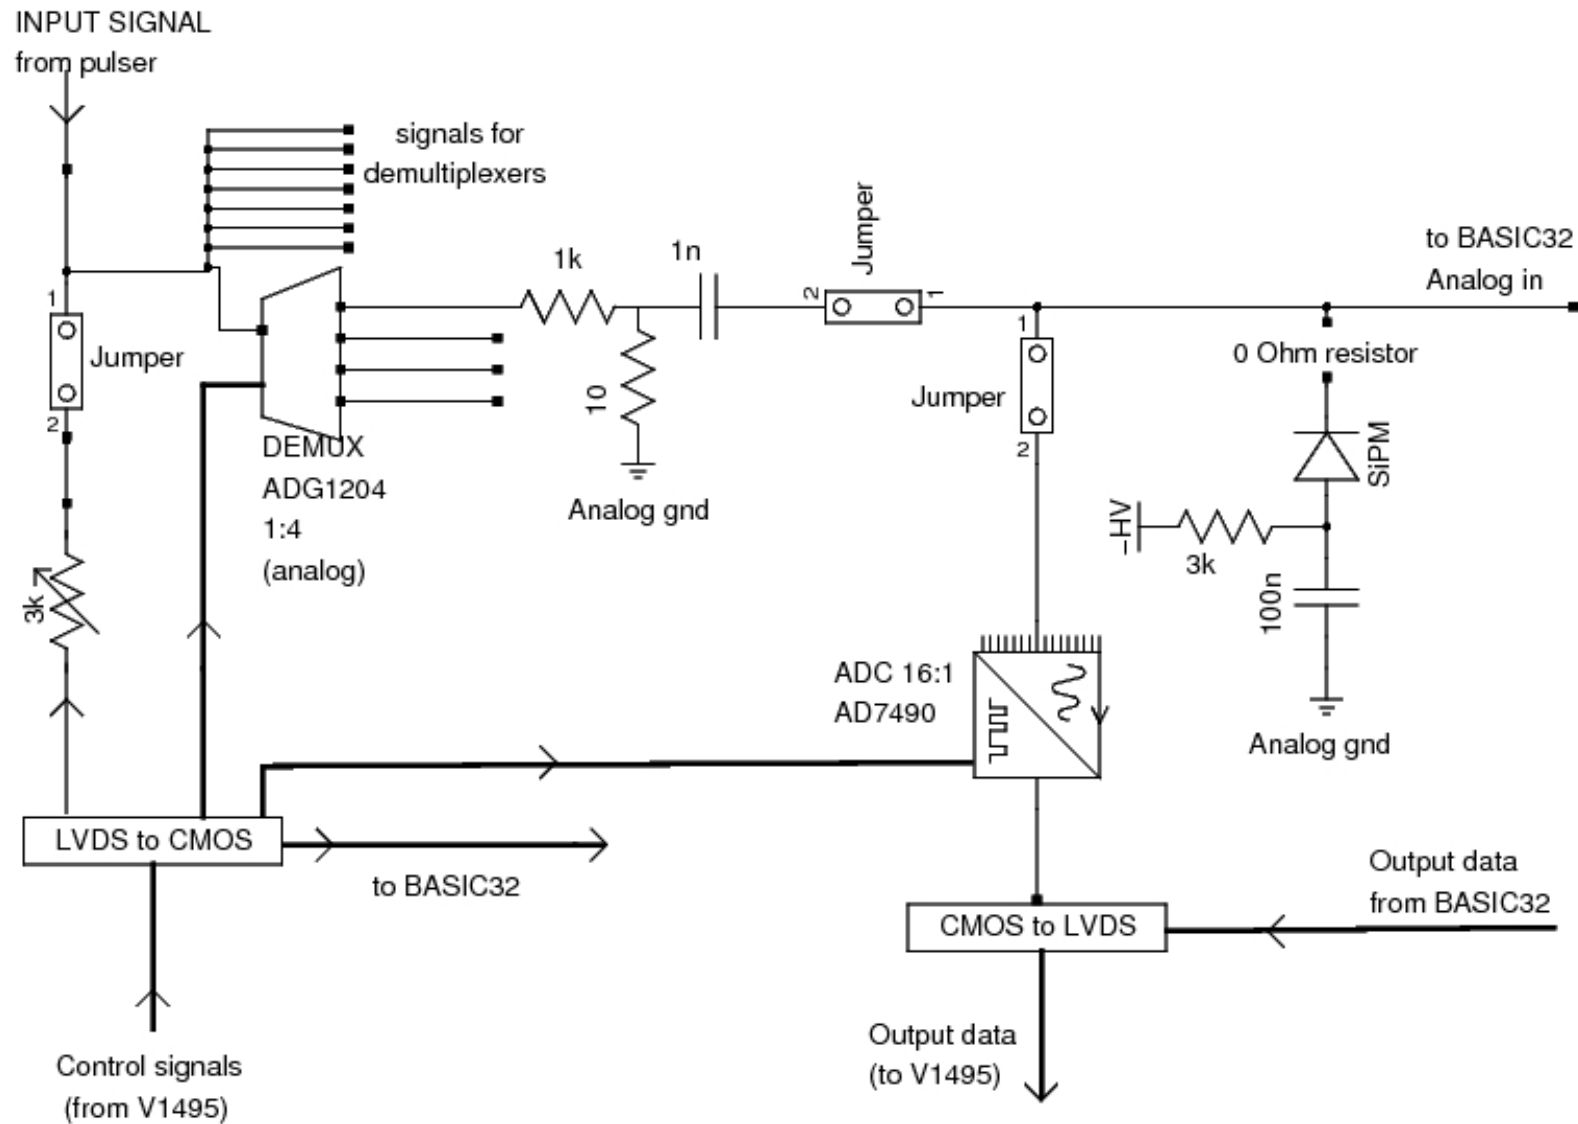 INPUT SIGNAL
from pulser
signals for
demultiplexers
Jumper
to BASIC32
Analog in
1n
1k
2
1
1
1
0 Ohm resistor
Jumper
Jumper
10
2
2
SiPM
DEMUX
ADG1204
1:4
(analog)
Analog gnd
–HV
3k
3k
100n
ADC 16:1
AD7490
Analog gnd
LVDS to CMOS
to BASIC32
Output data
from BASIC32
CMOS to LVDS
Output data
(to V1495)
Control signals
(from V1495)